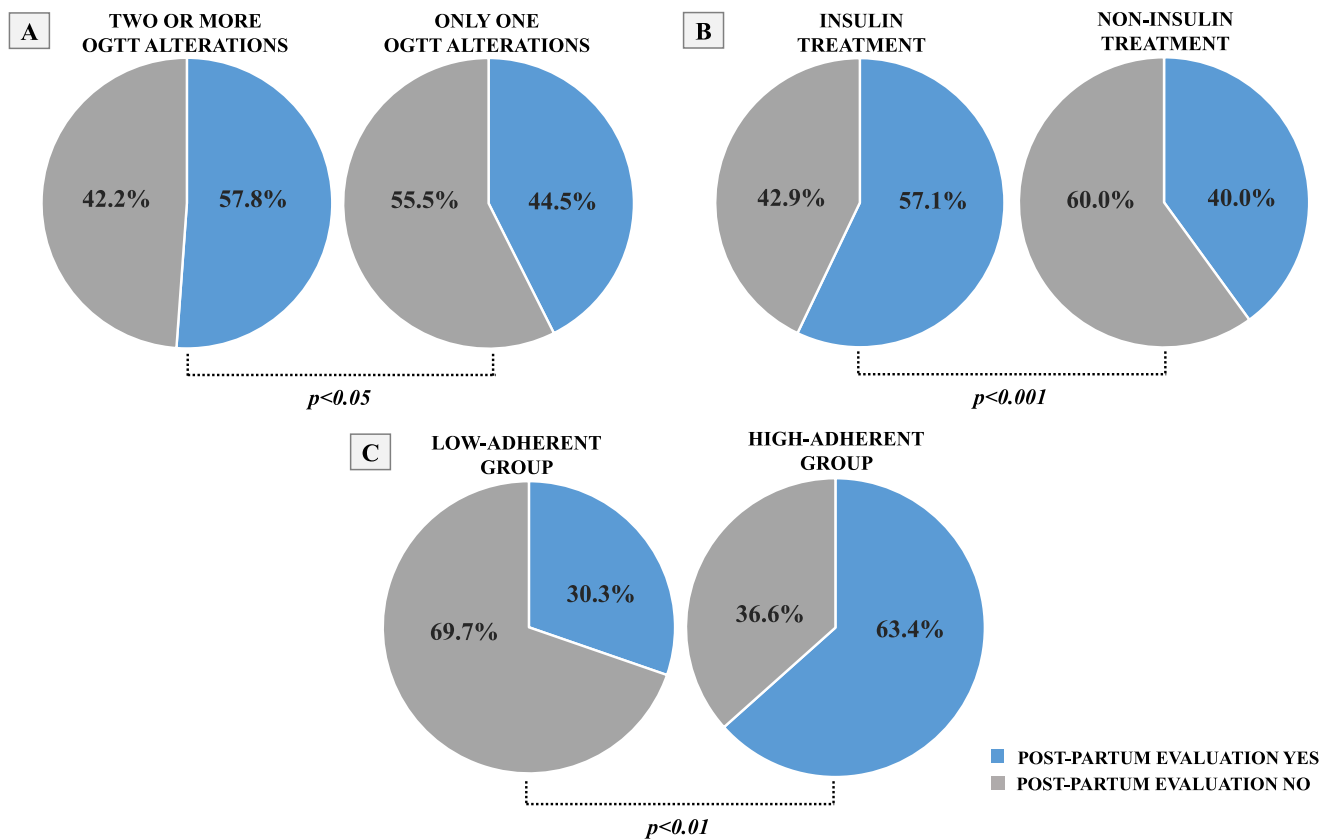 A
TWO OR MORE
OGTT ALTERATIONS
ONLY ONE
OGTT ALTERATIONS
42.2%
57.8%
55.5%
44.5%
p<0.05
B
INSULIN
TREATMENT
NON-INSULIN
TREATMENT
42.9%
57.1%
60.0%
40.0%
p<0.001
C
LOW-ADHERENT
GROUP
HIGH-ADHERENT
GROUP
69.7%
30.3%
36.6%
63.4%
p<0.01
POST-PARTUM EVALUATION YES
POST-PARTUM EVALUATION NO